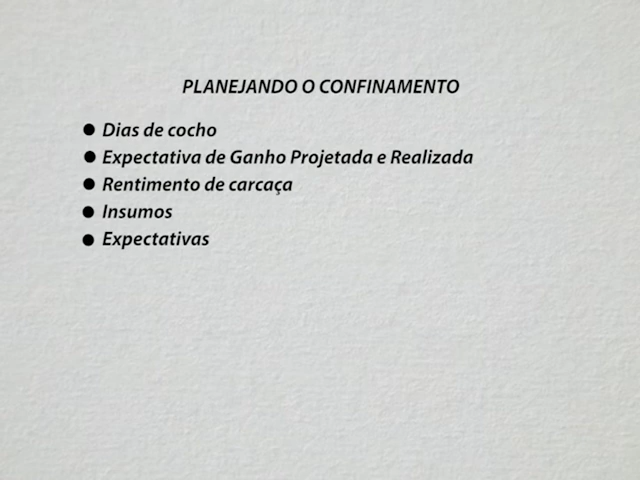 PLANEJANDO O CONFINAMENTO
● Dias de cocho
● Expectativa de Ganho Projetada e Realizada
● Rentimento de carcaça
● Insumos
● Expectativas